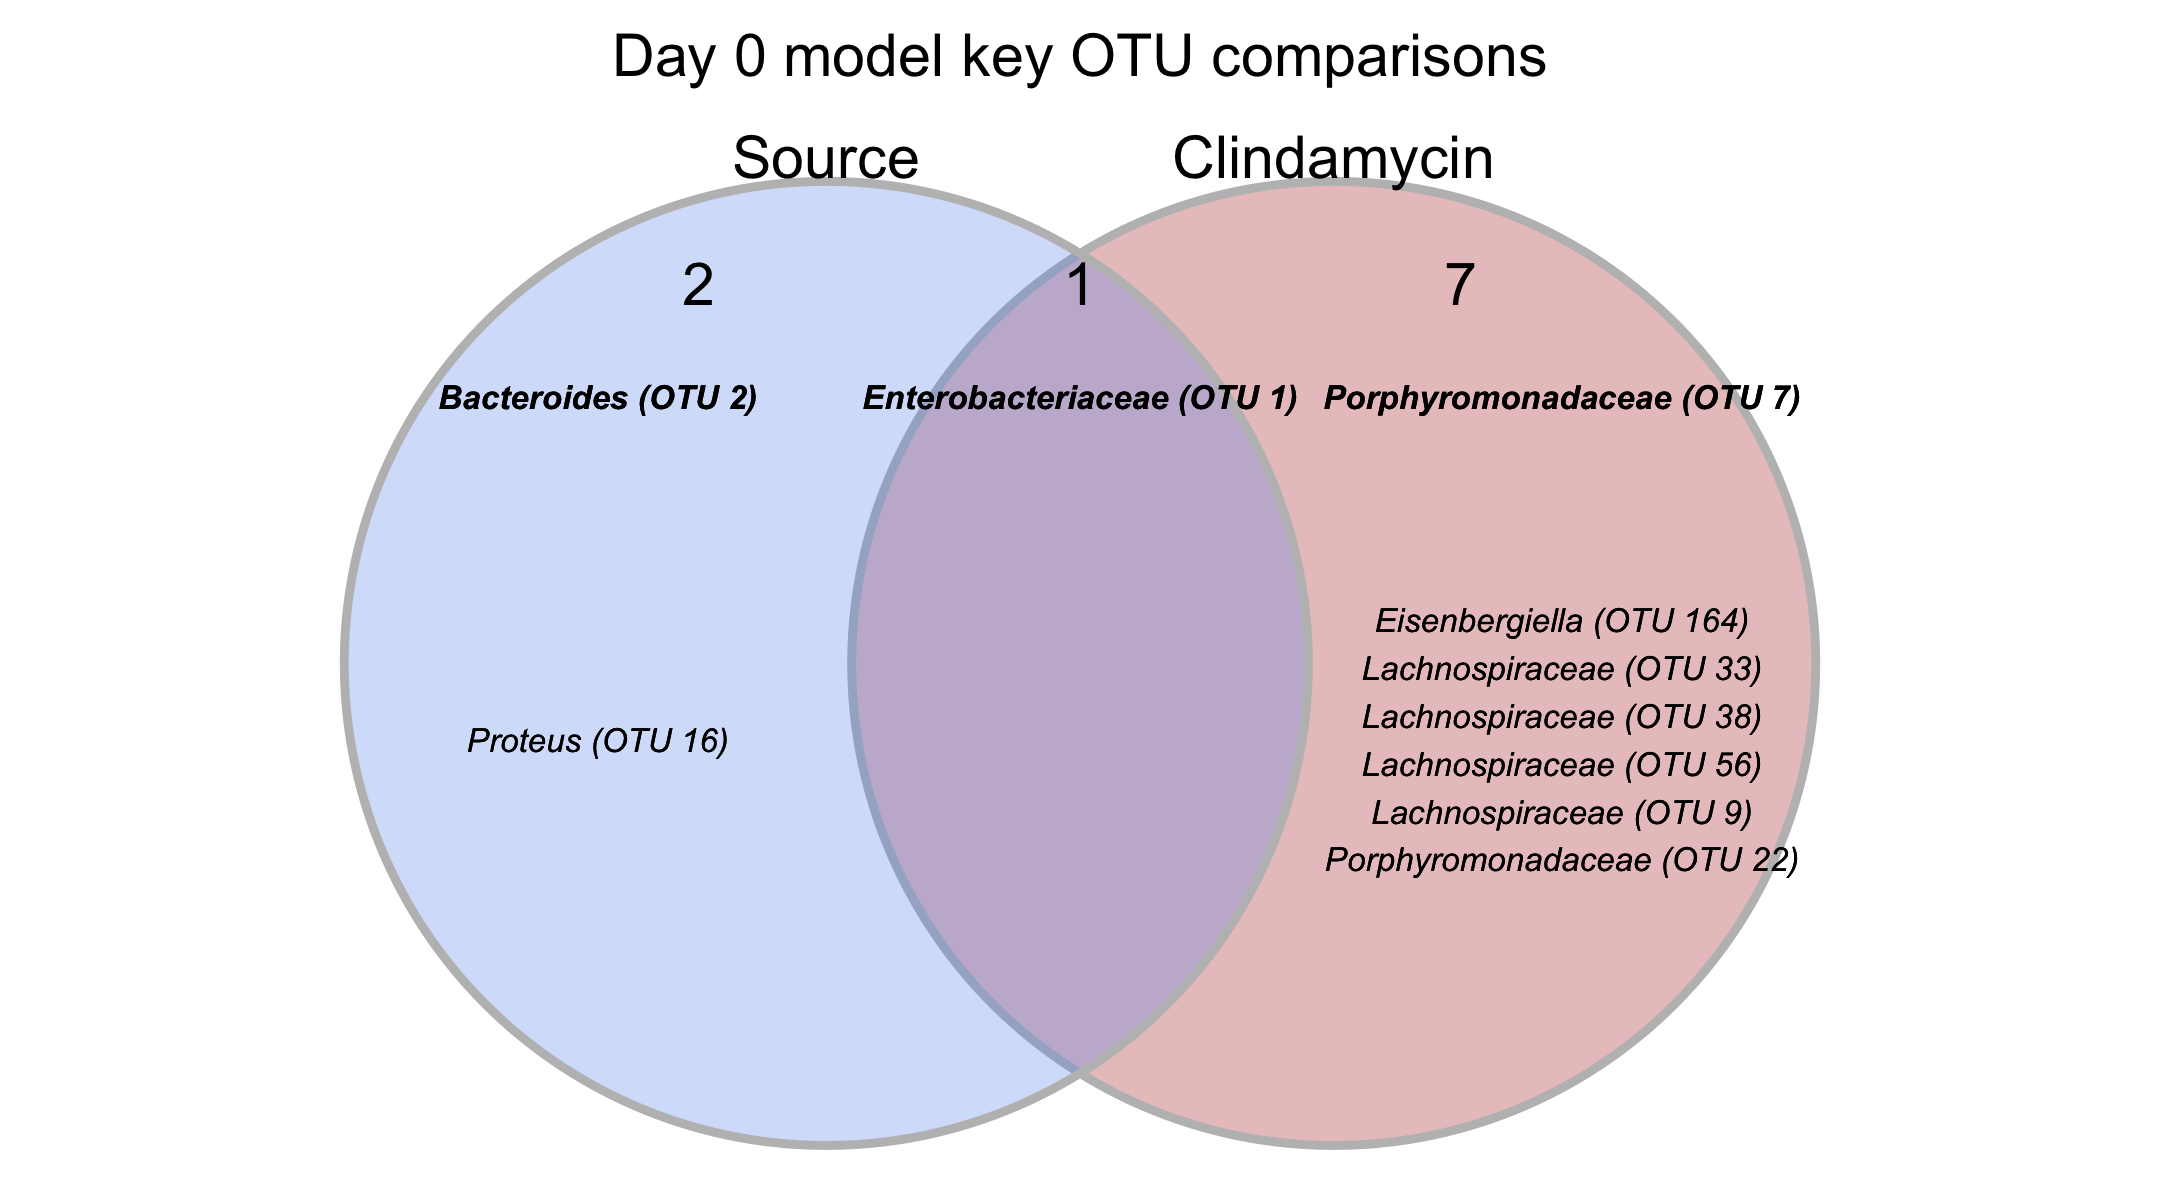 Day 0 model key OTU comparisons
Source Clindamycin
2 1 7
Bacteroides (OTU 2) Enterobacteriaceae (OTU 1) Porphyromonadaceae (OTU 7)
Eisenbergiella (OTU 164)
Lachnospiraceae (OTU 33)
Lachnospiraceae (OTU 38)
Proteus (OTU 16)
Lachnospiraceae (OTU 56)
Lachnospiraceae (OTU 9)
Porphyromonadaceae (OTU 22)